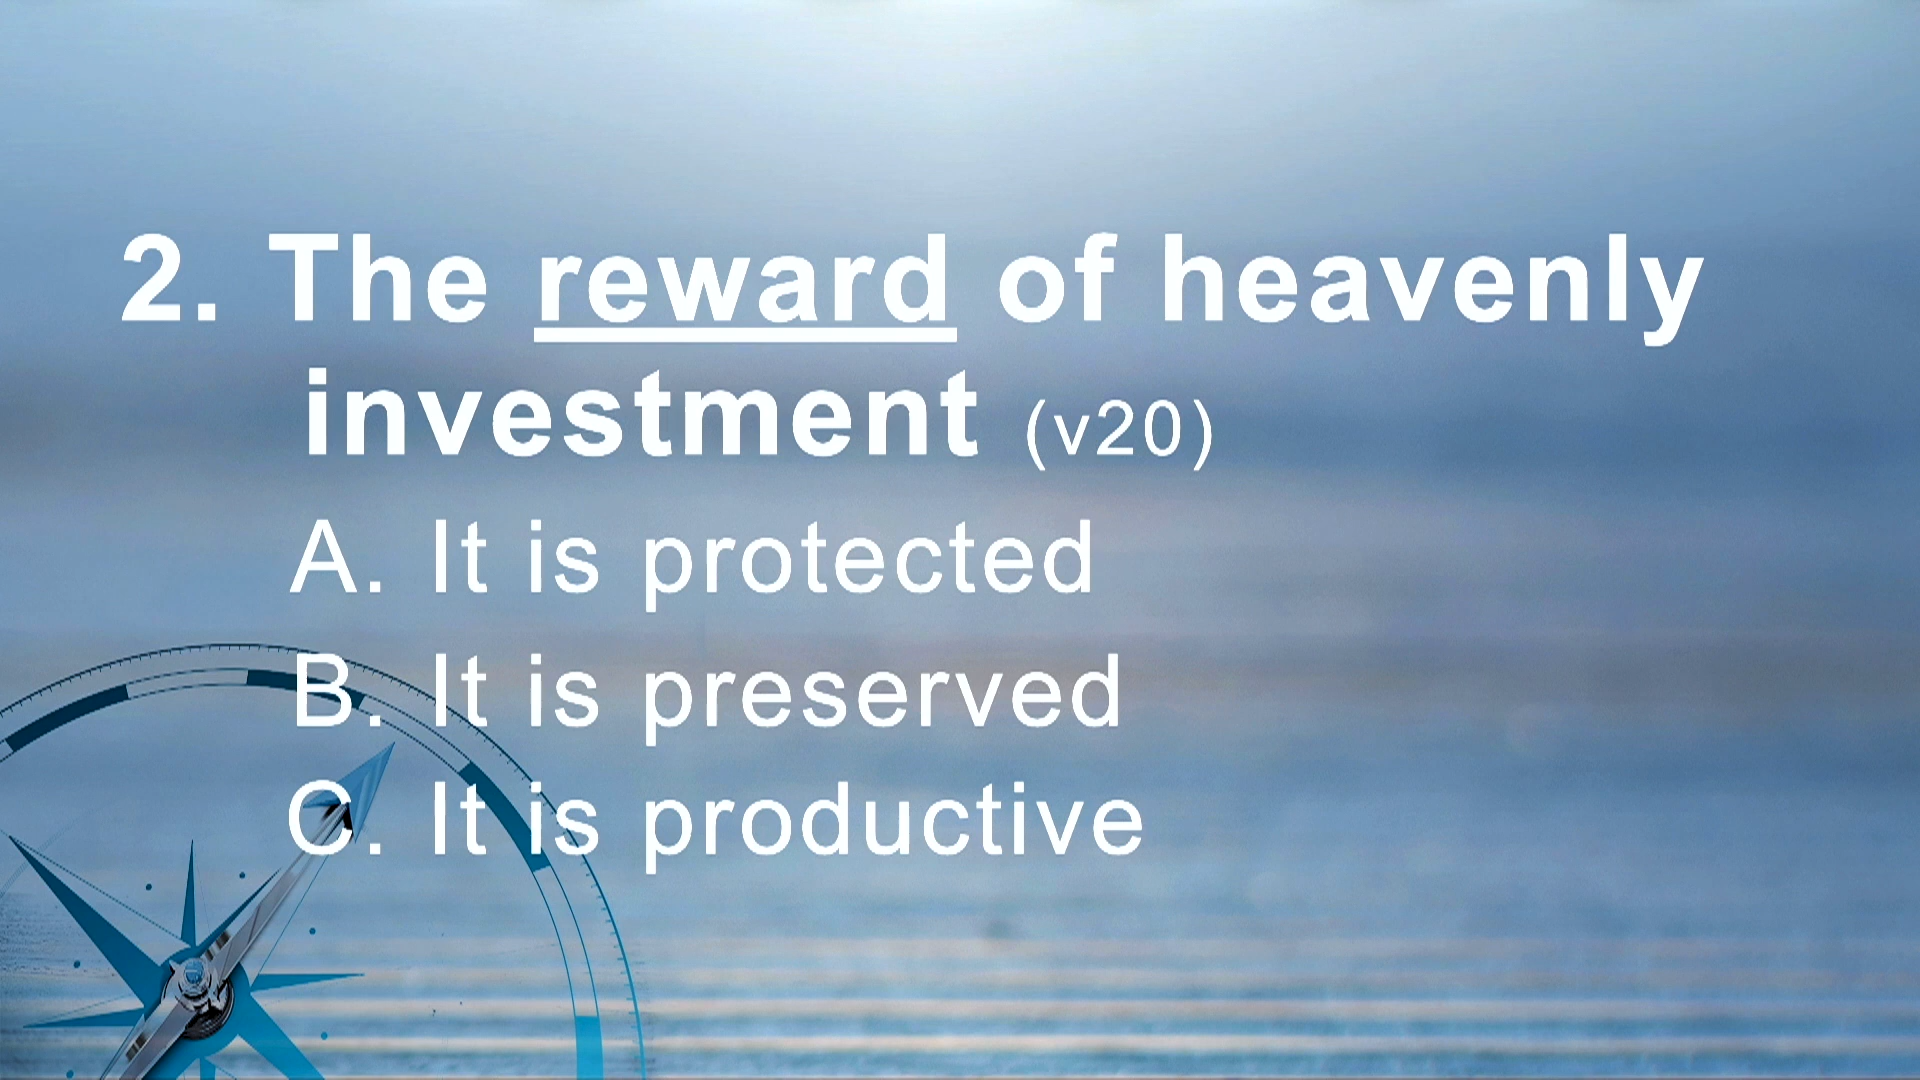 2. The reward of heavenly
investment (v20)
A. It is protected
B. It is preserved
C. It is productive